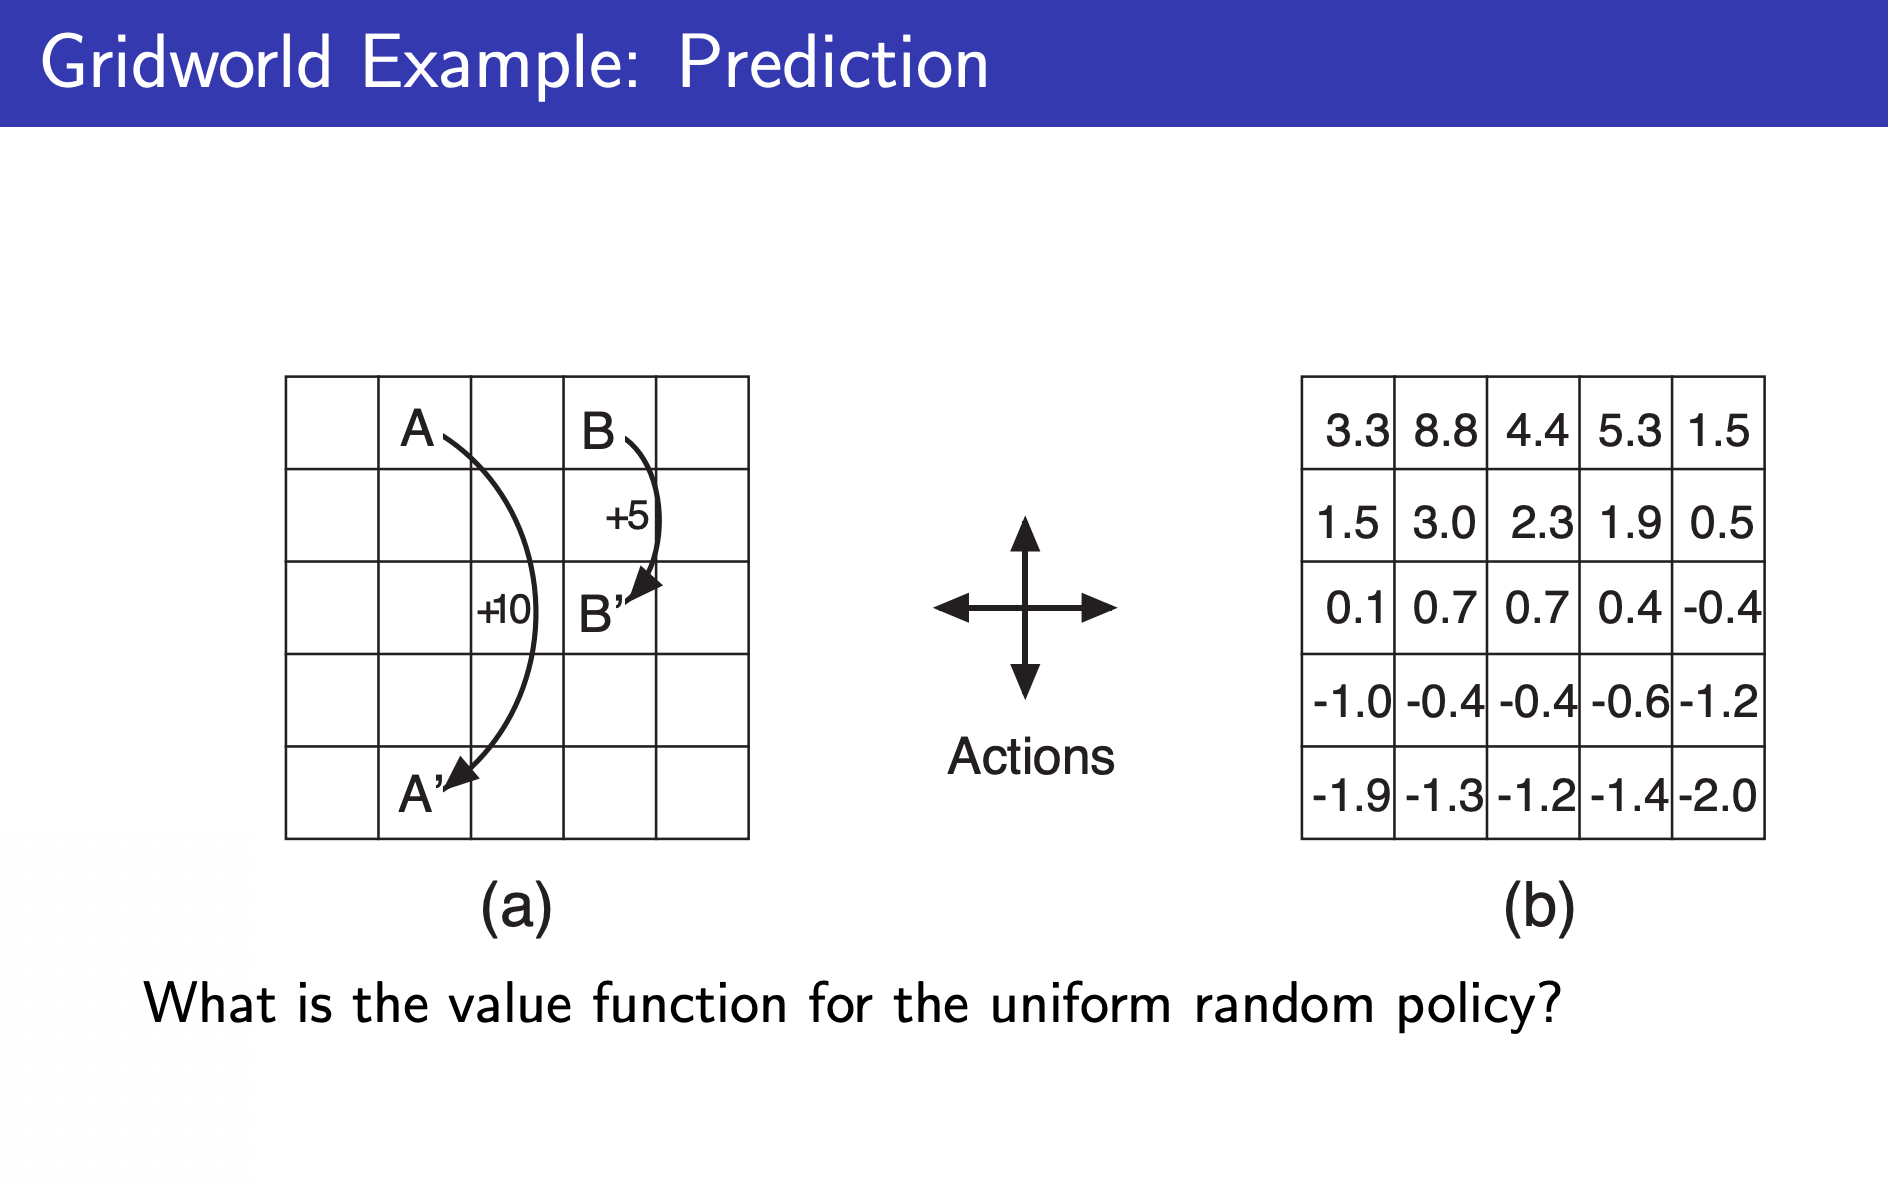 Gridworld Example: Prediction
A B
+5
+10 B’
A’
Actions
3.3 8.8 4.4 5.3 1.5
1.5 3.0 2.3 1.9 0.5
0.1 0.7 0.7 0.4 -0.4
-1.0 -0.4 -0.4 -0.6 -1.2
-1.9 -1.3 -1.2 -1.4 -2.0
(a) (b)
What is the value function for the uniform random policy?